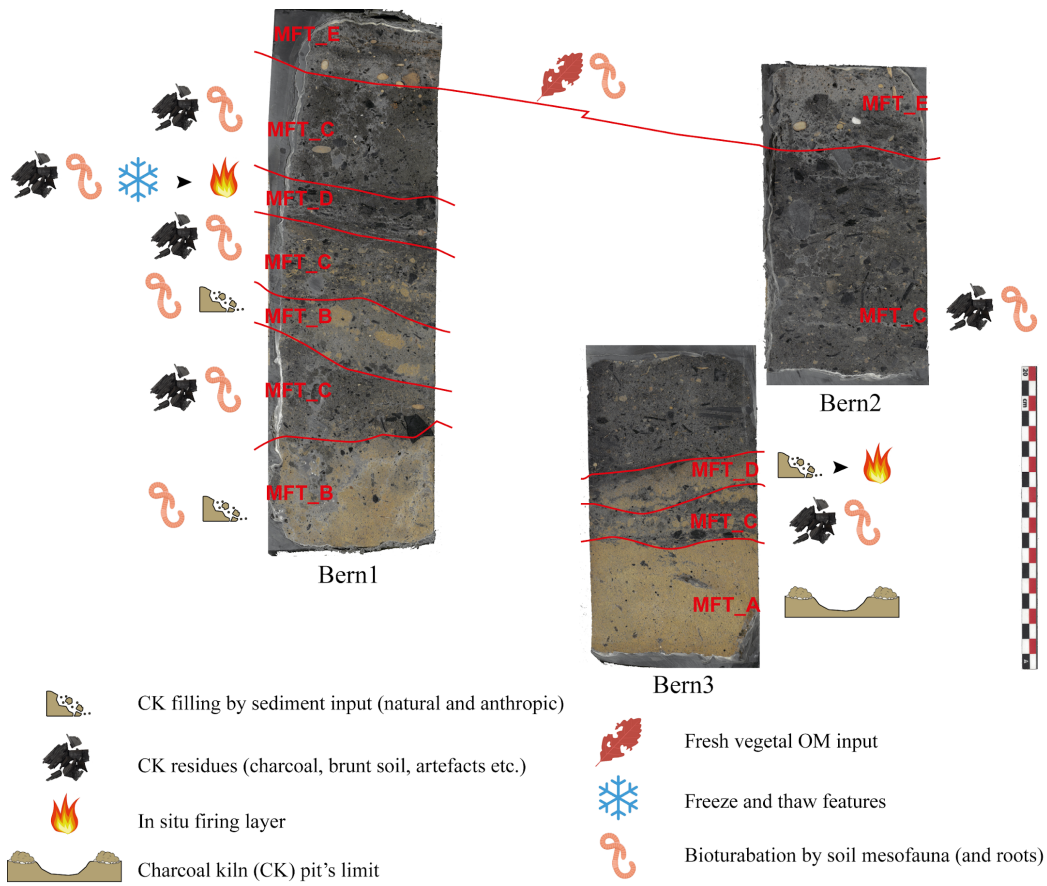 MFT_E
MFT_C
MFT_D
MFT_C
MFT_B
MFT_C
MFT_B
Bern1
MFT_E
MFT_C
Bern2
MFT_D
MFT_C
MFT_A
Bern3
20
cm
CK filling by sediment input (natural and anthropic)
CK residues (charcoal, brunt soil, artefacts etc.)
In situ firing layer
Charcoal kiln (CK) pit's limit
Fresh vegetal OM input
Freeze and thaw features
Bioturabation by soil mesofauna (and roots)